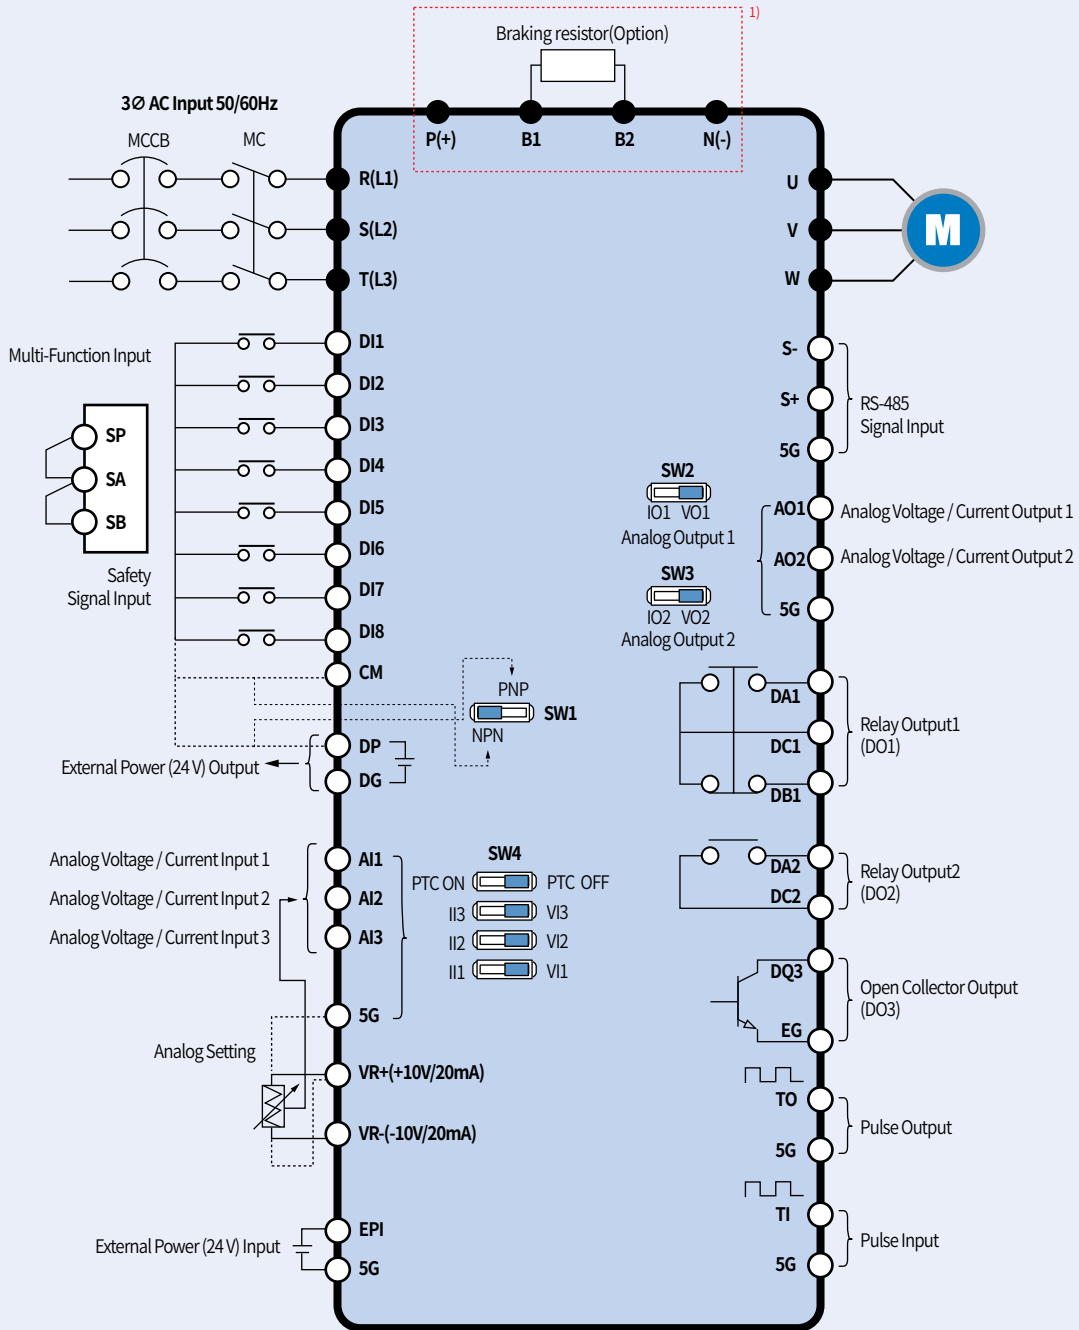 1)
Braking resistor(Option)
3Ø AC Input 50/60Hz
MCCB
MC
P(+)
B1
B2
N(-)
R(L1)
S(L2)
T(L3)
U
V
W
M
Multi-Function Input
DI1
DI2
DI3
DI4
DI5
DI6
DI7
DI8
CM
SP
SA
SB
Safety
Signal Input
S-
S+
5G
RS-485
Signal Input
SW2
IO1 VO1
Analog Output 1
SW3
IO2 VO2
Analog Output 2
AO1
AO2
5G
Analog Voltage / Current Output 1
Analog Voltage / Current Output 2
PNP
SW1
NPN
External Power (24 V) Output
DP
DG
DA1
DC1
DB1
Relay Output1
(DO1)
DA2
DC2
Relay Output2
(DO2)
Analog Voltage / Current Input 1
Analog Voltage / Current Input 2
Analog Voltage / Current Input 3
AI1
AI2
AI3
5G
SW4
PTC ON PTC OFF
II3 VI3
II2 VI2
II1 VI1
DQ3
EG
Open Collector Output
(DO3)
Analog Setting
VR+(+10V/20mA)
VR-(-10V/20mA)
TO
5G
Pulse Output
TI
5G
Pulse Input
External Power (24 V) Input
EPI
5G